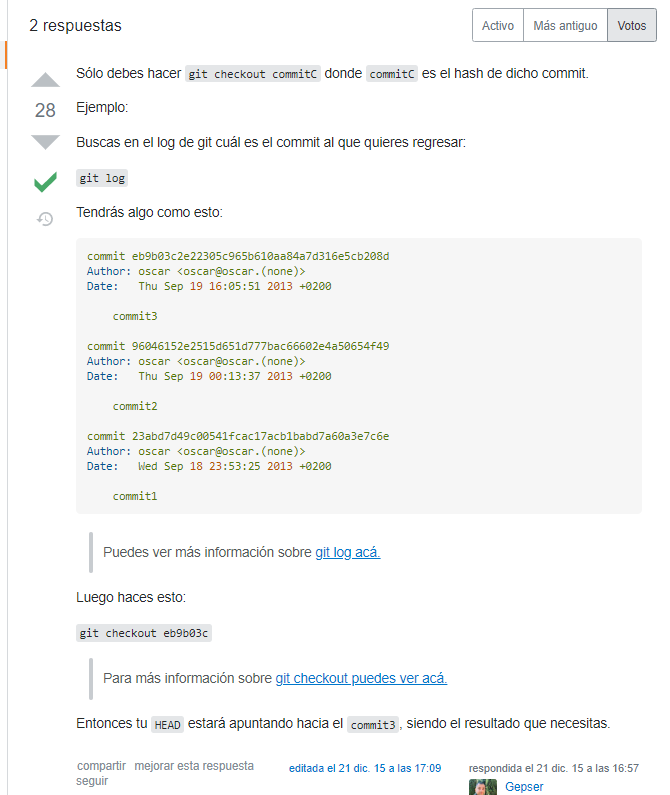 2 respuestas
Activo
Más antiguo
Votos
Sólo debes hacer git checkout commitC donde commitC es el hash de dicho commit.
28
Ejemplo:
Buscas en el log de git cuál es el commit al que quieres regresar:
git log
Tendrás algo como esto:
commit eb9b03c2e22305c965b610aa84a7d316e5cb208d
Author: oscar <oscar@oscar.(none)>
Date:   Thu Sep 19 16:05:51 2013 +0200
commit3
commit 96046152e2515d651d777bac66602e4a50654f49
Author: oscar <oscar@oscar.(none)>
Date:   Thu Sep 19 00:13:37 2013 +0200
commit2
commit 23abd7d49c00541fcac17acb1babd7a60a3e7c6e
Author: oscar <oscar@oscar.(none)>
Date:   Wed Sep 18 23:53:25 2013 +0200
commit1
Puedes ver más información sobre git log acá.
Luego haces esto:
git checkout eb9b03c
Para más información sobre git checkout puedes ver acá.
Entonces tu HEAD estará apuntando hacia el commit3, siendo el resultado que necesitas.
compartir mejorar esta respuesta
seguir
editada el 21 dic. 15 a las 17:09
respondida el 21 dic. 15 a las 16:57
Gepser